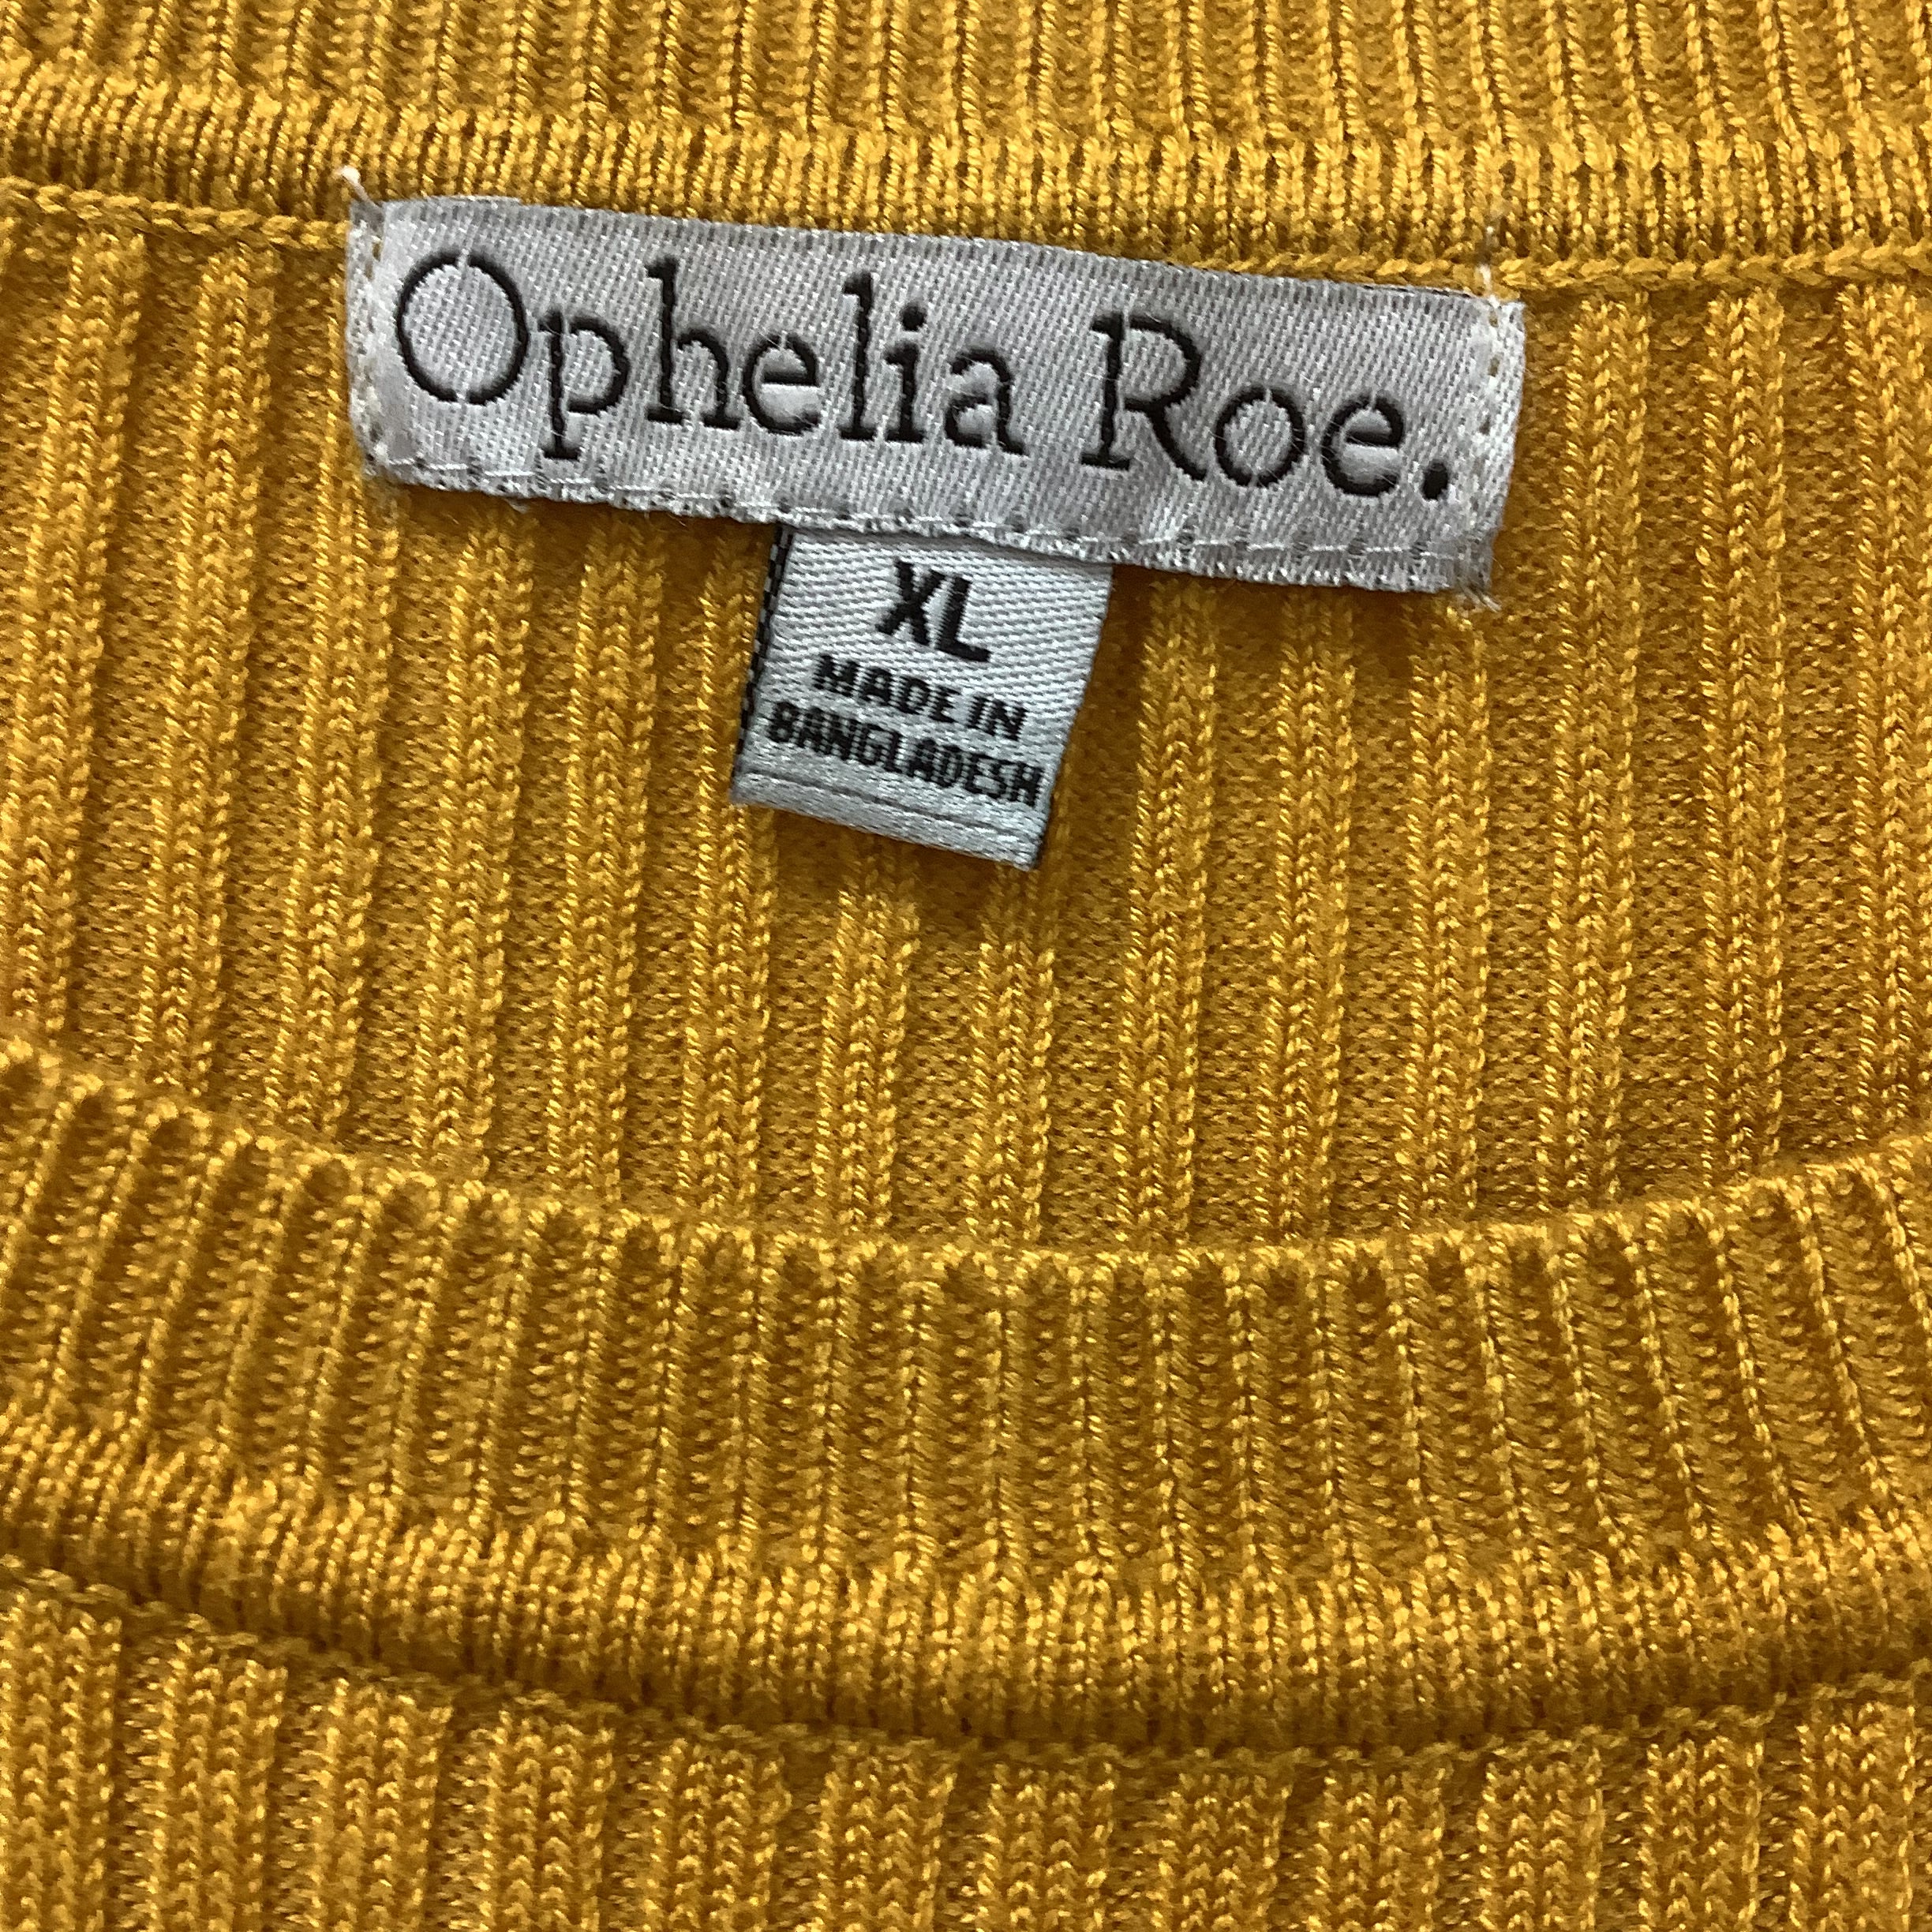 Ophelia Roe.
XL
MADE IN
BANGLADESH